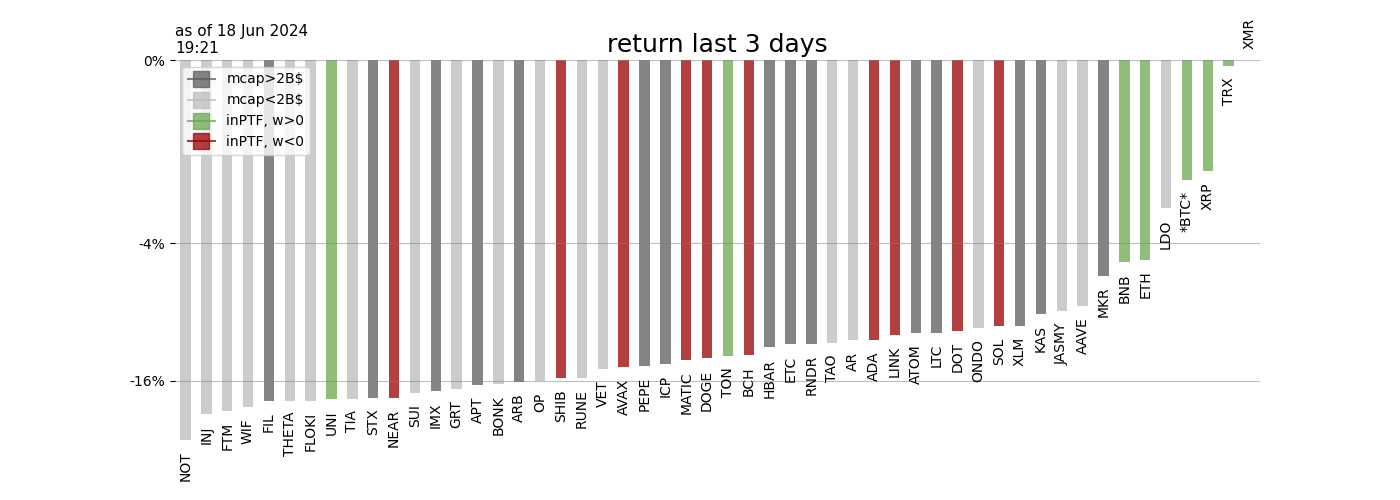 as of 18 Jun 2024
19:21
return last 3 days
XMR
0%
mcap>2B$
mcap<2B$
inPTF, w>0
inPTF, w<0
-4%
-16%
NOT
INJ
FTM
WIF
FIL
THETA
FLOKI
UNI
TIA
STX
NEAR
SUI
IMX
GRT
APT
BONK
ARB
OP
SHIB
RUNE
VET
AVAX
PEPE
ICP
MATIC
DOGE
TON
BCH
HBAR
ETC
RNDR
TAO
AR
ADA
LINK
ATOM
LTC
DOT
ONDO
SOL
XLM
KAS
JASMY
AAVE
MKR
BNB
ETH
LDO
*BTC*
XRP
TRX